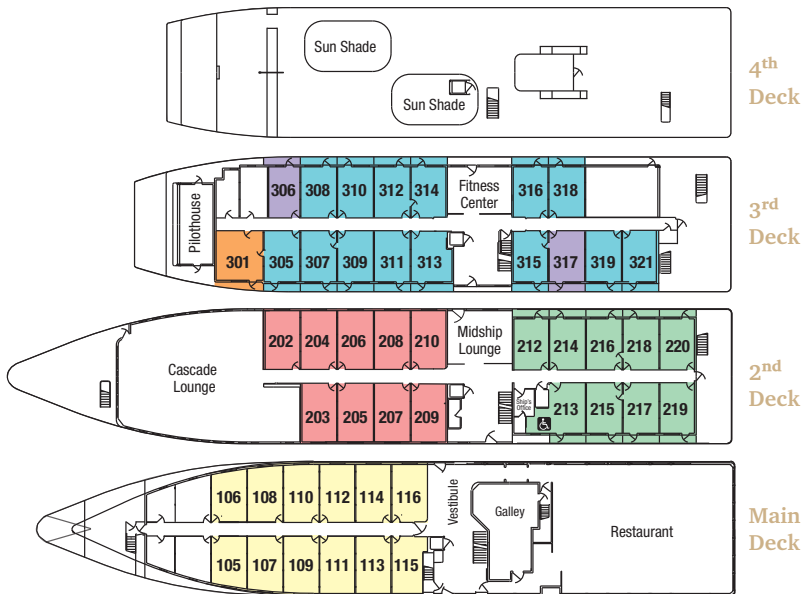 Sun Shade
Sun Shade
4th
Deck
Pilothouse
306 308 310 312 314
Fitness
Center
316 318
301 305 307 309 311 313
315 317 319 321
3rd
Deck
Cascade
Lounge
202 204 206 208 210
Midship
Lounge
212 214 216 218 220
203 205 207 209
Ship's
Office
213 215 217 219
2nd
Deck
106 108 110 112 114 116
105 107 109 111 113 115
Vestibule
Galley
Restaurant
Main
Deck